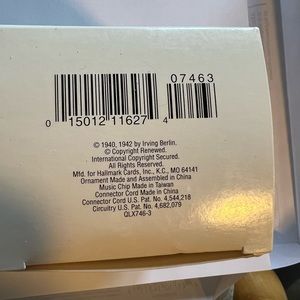 07463
0 15012 11627 4
© 1940, 1942 by Irving Berlin.
© Copyright Renewed.
International Copyright Secured.
All Rights Reserved.
Mfd. for Hallmark Cards, Inc., K.C., MO 64141
Ornament Made and Assembled in China
Music Chip Made in Taiwan
Connector Cord Made in China
Connector Cord U.S. Pat. No. 4,544,218
Circuitry U.S. Pat. No. 4,682,079
QLX746-3